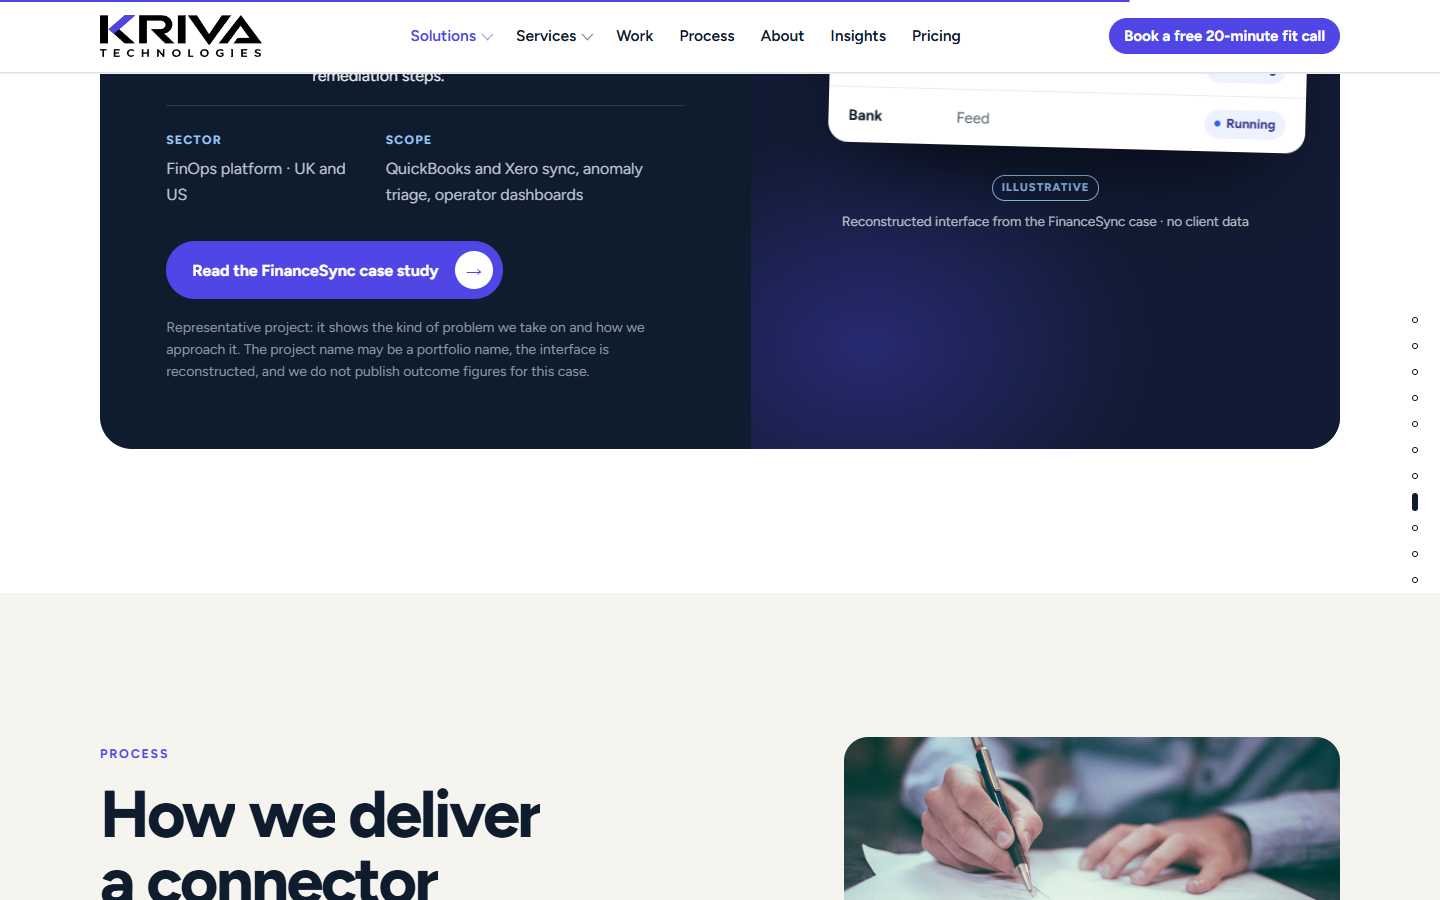 KRIVA
TECHNOLOGIES
Solutions
Services
Work
Process
About
Insights
Pricing
Book a free 20-minute fit call
remediation steps.
SECTOR
FinOps platform · UK and
US
SCOPE
QuickBooks and Xero sync, anomaly
triage, operator dashboards
Read the FinanceSync case study →
Representative project: it shows the kind of problem we take on and how we
approach it. The project name may be a portfolio name, the interface is
reconstructed, and we do not publish outcome figures for this case.
Bank
Feed
Running
ILLUSTRATIVE
Reconstructed interface from the FinanceSync case · no client data
PROCESS
How we deliver
a connector